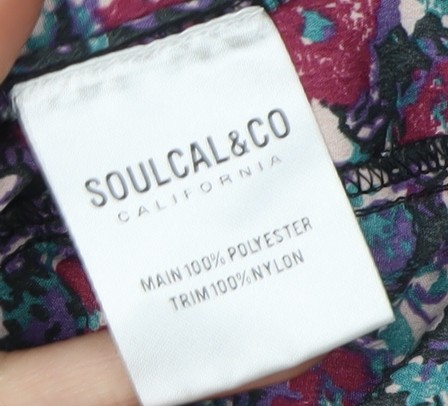 SOULCAL&CO
CALIFORNIA
MAIN 100% POLYESTER
TRIM 100% NYLON